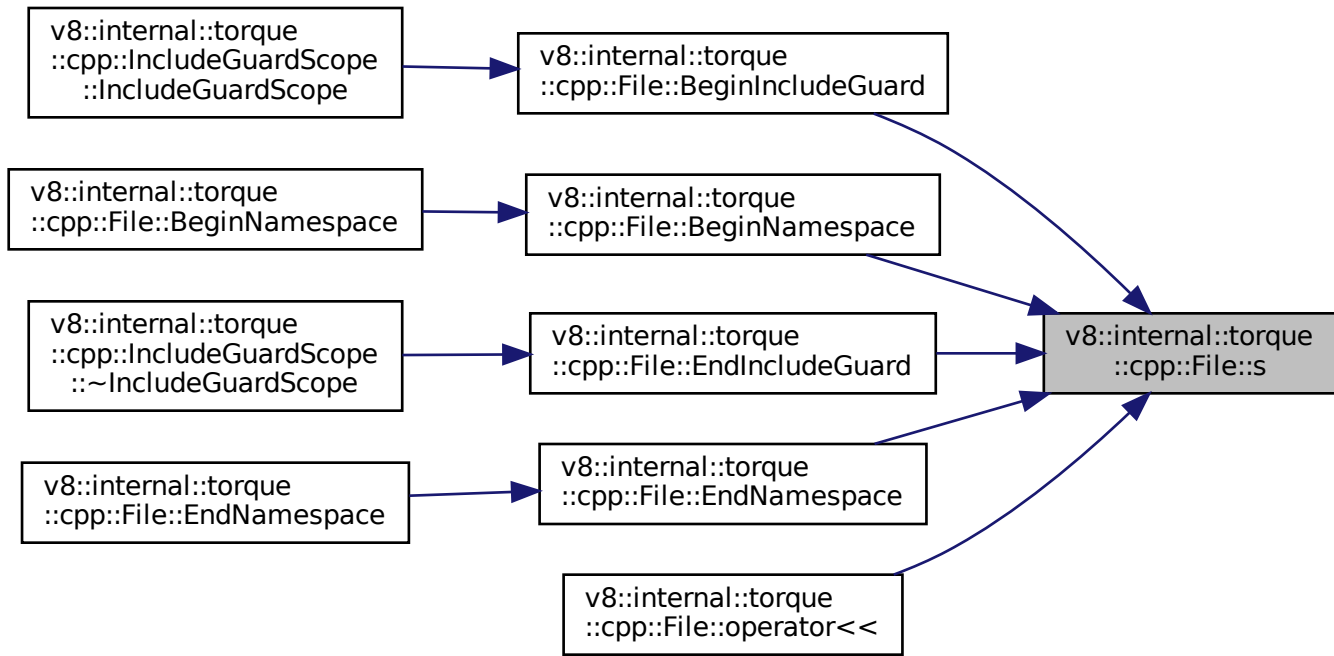 v8::internal::torque
::cpp::IncludeGuardScope
::IncludeGuardScope
v8::internal::torque
::cpp::File::BeginIncludeGuard
v8::internal::torque
::cpp::File::BeginNamespace
v8::internal::torque
::cpp::File::BeginNamespace
v8::internal::torque
::cpp::IncludeGuardScope
::~IncludeGuardScope
v8::internal::torque
::cpp::File::EndIncludeGuard
v8::internal::torque
::cpp::File::s
v8::internal::torque
::cpp::File::EndNamespace
v8::internal::torque
::cpp::File::EndNamespace
v8::internal::torque
::cpp::File::operator<<